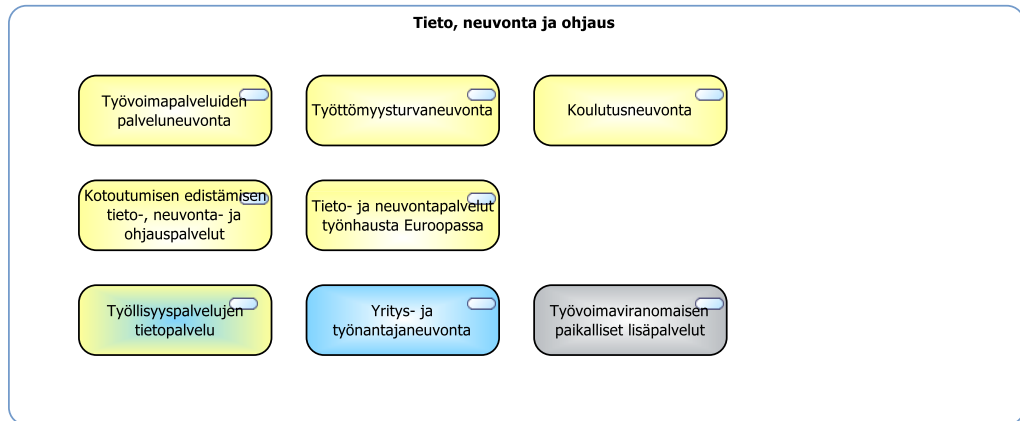 Tieto, neuvonta ja ohjaus
Työvoimapalveluiden
palveluneuvonta
Työttömyysturvaneuvonta
Koulutusneuvonta
Kotoutumisen edistämisen
tieto-, neuvonta- ja
ohjauspalvelut
Tieto- ja neuvontapalvelut
työnhausta Euroopassa
Työllisyyspalvelujen
tietopalvelu
Yritys- ja
työnantajaneuvonta
Työvoimaviranomaisen
paikalliset lisäpalvelut